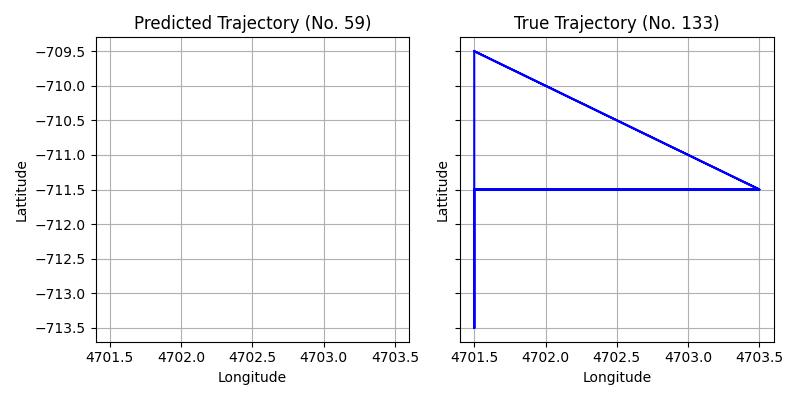 Predicted Trajectory (No. 59)
True Trajectory (No. 133)
Lattitude
−709.5
−710.0
−710.5
−711.0
−711.5
−712.0
−712.5
−713.0
−713.5
4701.5 4702.0 4702.5 4703.0 4703.5
Longitude
Lattitude
4701.5 4702.0 4702.5 4703.0 4703.5
Longitude